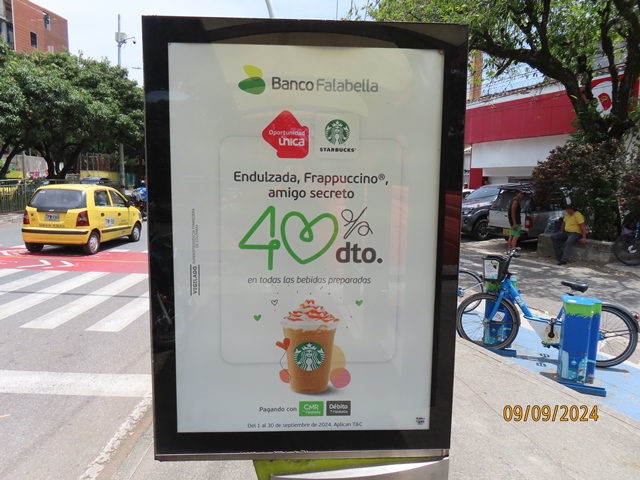 Banco Falabella
Oportunidad
única
STARBUCKS®
Endulzada, Frappuccino®,
amigo secreto
40% dto.
en todas las bebidas preparadas
VIGILADO
Pagando con CMR Débito
Del 1 al 30 de septiembre de 2024. Aplican T&C
09/09/2024